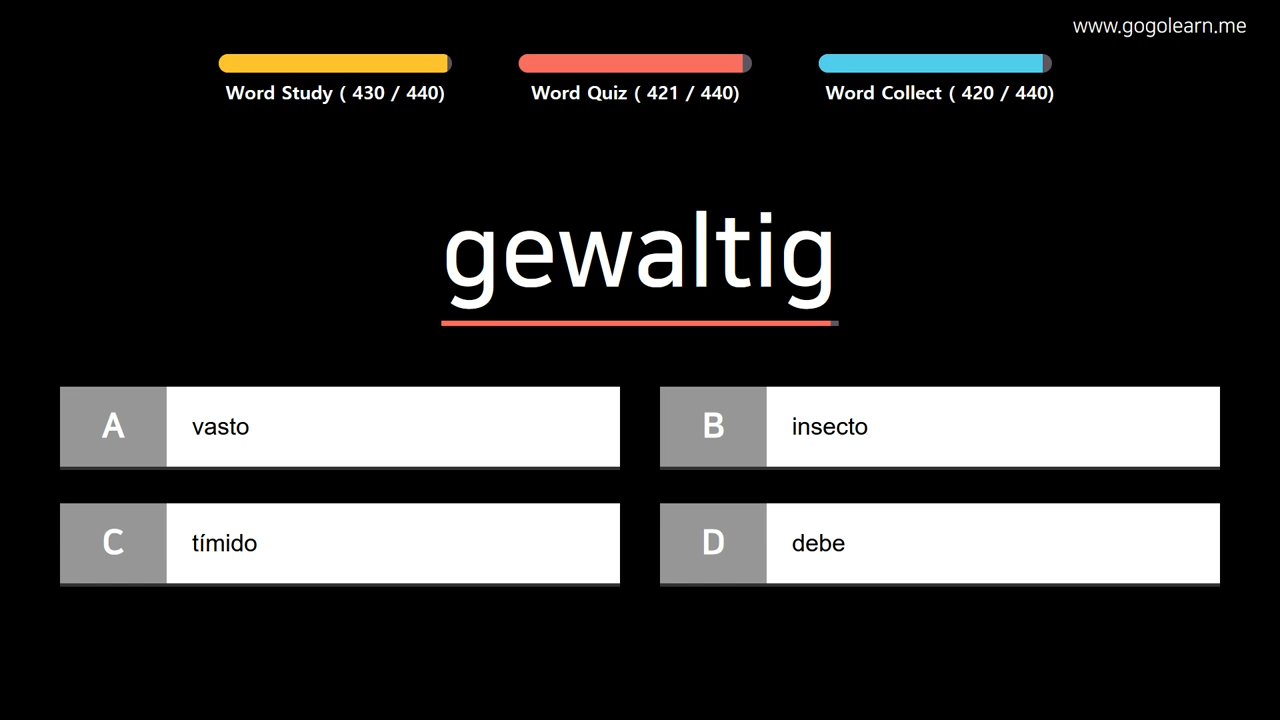 www.gogolearn.me
Word Study ( 430 / 440)
Word Quiz ( 421 / 440)
Word Collect ( 420 / 440)
gewaltig
A vasto
B insecto
C tímido
D debe